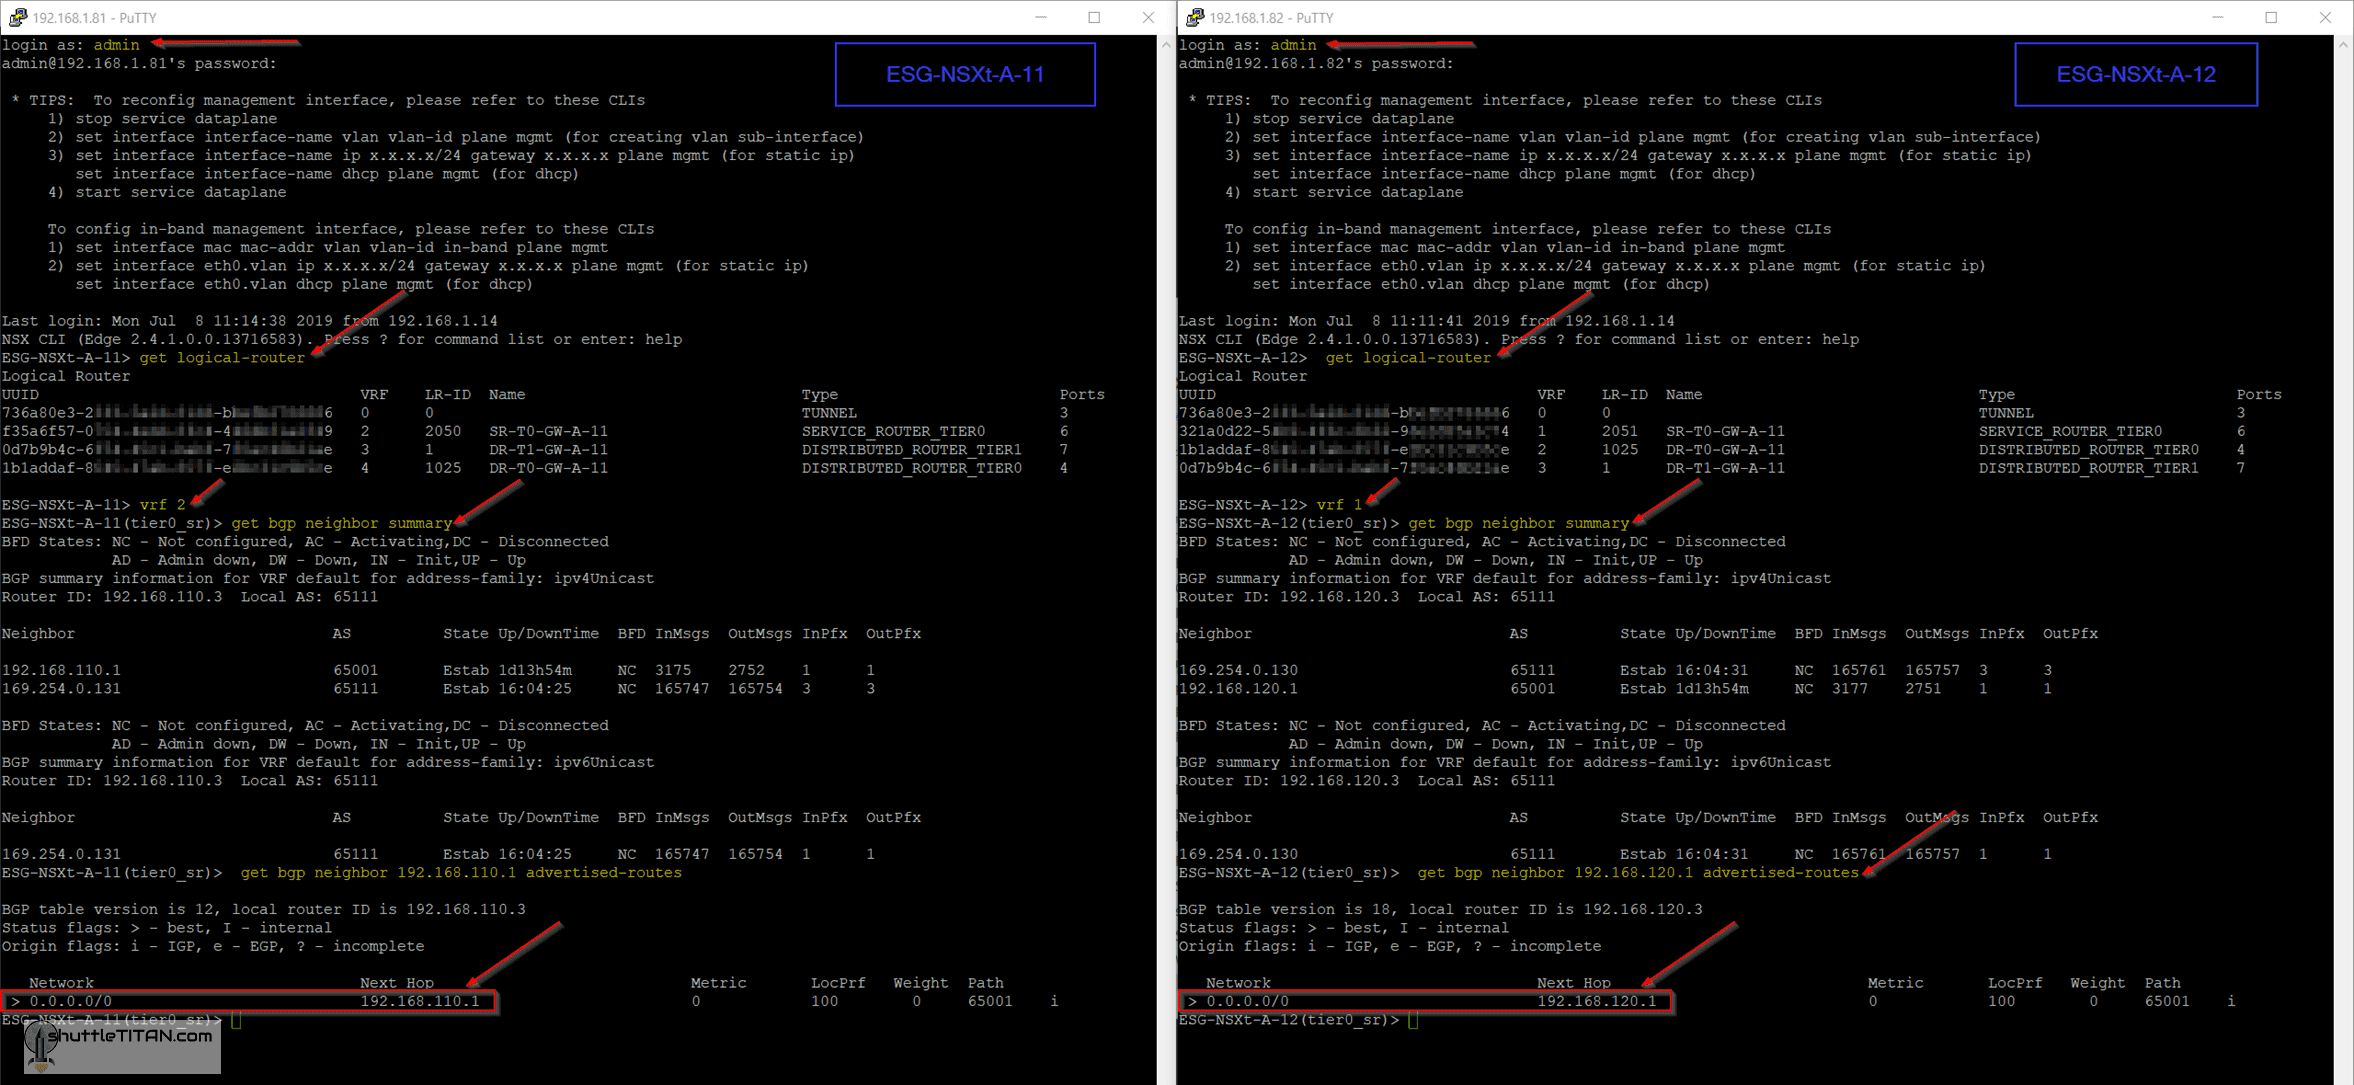 192.168.1.81 - PuTTY
login as: admin
admin@192.168.1.81's password:
ESG-NSXt-A-11
* TIPS:  To reconfig management interface, please refer to these CLIs
1) stop service dataplane
2) set interface interface-name vlan vlan-id plane mgmt (for creating vlan sub-interface)
3) set interface interface-name ip x.x.x.x/24 gateway x.x.x.x plane mgmt (for static ip)
set interface interface-name dhcp plane mgmt (for dhcp)
4) start service dataplane
To config in-band management interface, please refer to these CLIs
1) set interface mac mac-addr vlan vlan-id in-band plane mgmt
2) set interface eth0.vlan ip x.x.x.x/24 gateway x.x.x.x plane mgmt (for static ip)
set interface eth0.vlan dhcp plane mgmt (for dhcp)
Last login: Mon Jul  8 11:14:38 2019 from 192.168.1.14
NSX CLI (Edge 2.4.1.0.0.13716583). Press ? for command list or enter: help
ESG-NSXt-A-11> get logical-router
Logical Router
UUID VRF LR-ID Name Type Ports
736a80e3-2 -b 6 0 0 TUNNEL 3
f35a6f57-0 -4 9 2 2050 SR-T0-GW-A-11 SERVICE_ROUTER_TIER0 6
0d7b9b4c-6 -7 e 3 1 DR-T1-GW-A-11 DISTRIBUTED_ROUTER_TIER1 7
1b1addaf-8 -e e 4 1025 DR-T0-GW-A-11 DISTRIBUTED_ROUTER_TIER0 4
ESG-NSXt-A-11> vrf 2
ESG-NSXt-A-11(tier0_sr)> get bgp neighbor summary
BFD States: NC - Not configured, AC - Activating,DC - Disconnected
AD - Admin down, DW - Down, IN - Init,UP - Up
BGP summary information for VRF default for address-family: ipv4Unicast
Router ID: 192.168.110.3  Local AS: 65111
Neighbor AS State Up/DownTime BFD InMsgs OutMsgs InPfx OutPfx
192.168.110.1 65001 Estab 1d13h54m NC 3175 2752 1 1
169.254.0.131 65111 Estab 16:04:25 NC 165747 165754 3 3
BFD States: NC - Not configured, AC - Activating,DC - Disconnected
AD - Admin down, DW - Down, IN - Init,UP - Up
BGP summary information for VRF default for address-family: ipv6Unicast
Router ID: 192.168.110.3  Local AS: 65111
Neighbor AS State Up/DownTime BFD InMsgs OutMsgs InPfx OutPfx
169.254.0.131 65111 Estab 16:04:25 NC 165747 165754 1 1
ESG-NSXt-A-11(tier0_sr)>  get bgp neighbor 192.168.110.1 advertised-routes
BGP table version is 12, local router ID is 192.168.110.3
Status flags: > - best, I - internal
Origin flags: i - IGP, e - EGP, ? - incomplete
Network Next Hop Metric LocPrf Weight Path
> 0.0.0.0/0 192.168.110.1 0 100 0 65001 i
ESG-NSXt-A-11(tier0_sr)>
shuttleTITAN.com
192.168.1.82 - PuTTY
login as: admin
admin@192.168.1.82's password:
ESG-NSXt-A-12
* TIPS:  To reconfig management interface, please refer to these CLIs
1) stop service dataplane
2) set interface interface-name vlan vlan-id plane mgmt (for creating vlan sub-interface)
3) set interface interface-name ip x.x.x.x/24 gateway x.x.x.x plane mgmt (for static ip)
set interface interface-name dhcp plane mgmt (for dhcp)
4) start service dataplane
To config in-band management interface, please refer to these CLIs
1) set interface mac mac-addr vlan vlan-id in-band plane mgmt
2) set interface eth0.vlan ip x.x.x.x/24 gateway x.x.x.x plane mgmt (for static ip)
set interface eth0.vlan dhcp plane mgmt (for dhcp)
Last login: Mon Jul  8 11:11:41 2019 from 192.168.1.14
NSX CLI (Edge 2.4.1.0.0.13716583). Press ? for command list or enter: help
ESG-NSXt-A-12>  get logical-router
Logical Router
UUID VRF LR-ID Name Type Ports
736a80e3-2 -b 6 0 0 TUNNEL 3
321a0d22-5 -9 4 1 2051 SR-T0-GW-A-11 SERVICE_ROUTER_TIER0 6
1b1addaf-8 -e e 2 1025 DR-T0-GW-A-11 DISTRIBUTED_ROUTER_TIER0 4
0d7b9b4c-6 -7 e 3 1 DR-T1-GW-A-11 DISTRIBUTED_ROUTER_TIER1 7
ESG-NSXt-A-12> vrf 1
ESG-NSXt-A-12(tier0_sr)> get bgp neighbor summary
BFD States: NC - Not configured, AC - Activating,DC - Disconnected
AD - Admin down, DW - Down, IN - Init,UP - Up
BGP summary information for VRF default for address-family: ipv4Unicast
Router ID: 192.168.120.3  Local AS: 65111
Neighbor AS State Up/DownTime BFD InMsgs OutMsgs InPfx OutPfx
169.254.0.130 65111 Estab 16:04:31 NC 165761 165757 3 3
192.168.120.1 65001 Estab 1d13h54m NC 3177 2751 1 1
BFD States: NC - Not configured, AC - Activating,DC - Disconnected
AD - Admin down, DW - Down, IN - Init,UP - Up
BGP summary information for VRF default for address-family: ipv6Unicast
Router ID: 192.168.120.3  Local AS: 65111
Neighbor AS State Up/DownTime BFD InMsgs OutMsgs InPfx OutPfx
169.254.0.130 65111 Estab 16:04:31 NC 165761 165757 1 1
ESG-NSXt-A-12(tier0_sr)>  get bgp neighbor 192.168.120.1 advertised-routes
BGP table version is 18, local router ID is 192.168.120.3
Status flags: > - best, I - internal
Origin flags: i - IGP, e - EGP, ? - incomplete
Network Next Hop Metric LocPrf Weight Path
> 0.0.0.0/0 192.168.120.1 0 100 0 65001 i
ESG-NSXt-A-12(tier0_sr)>